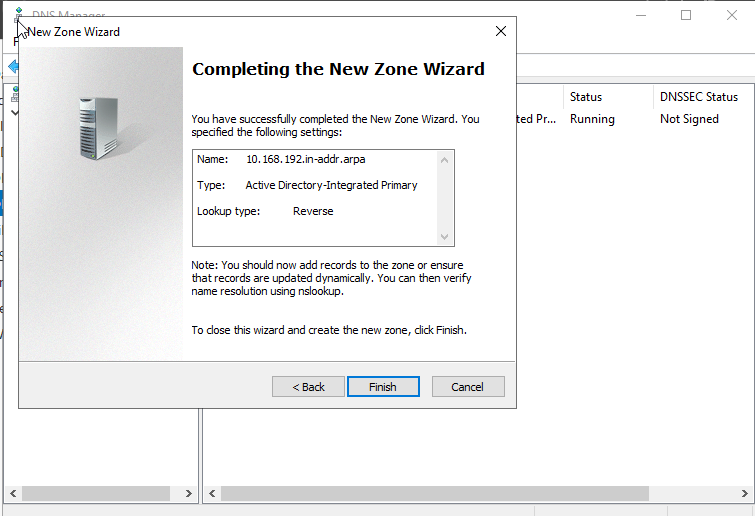 DNS Manager
New Zone Wizard
Completing the New Zone Wizard
You have successfully completed the New Zone Wizard. You
specified the following settings:
Name: 10.168.192.in-addr.arpa
Type: Active Directory-Integrated Primary
Lookup type: Reverse
Note: You should now add records to the zone or ensure
that records are updated dynamically. You can then verify
name resolution using nslookup.
To close this wizard and create the new zone, click Finish.
< Back Finish Cancel
Status DNSSEC Status
ted Pr... Running Not Signed